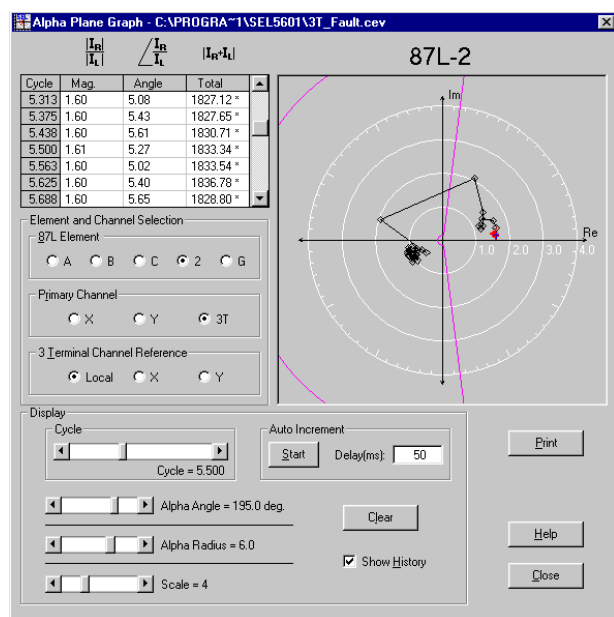 Alpha Plane Graph - C:\PROGRA~1\SEL5601\3T_Fault.cev
|IR| / |IL| ∠ IR / IL |IR+IL| 87L-2
Cycle Mag. Angle Total
5.313 1.60 5.08 1827.12 *
5.375 1.60 5.43 1827.65 *
5.438 1.60 5.61 1830.71 *
5.500 1.61 5.27 1833.34 *
5.563 1.60 5.02 1833.54 *
5.625 1.60 5.40 1836.78 *
5.688 1.60 5.65 1828.80 *
Im
Re
1.0 2.0 3.0 4.0
Element and Channel Selection
87L Element
A B C 2 G
Primary Channel
X Y 3T
3 Terminal Channel Reference
Local X Y
Display
Cycle
Cycle = 5.500
Auto Increment
Start Delay(ms): 50
Print
Alpha Angle = 195.0 deg.
Clear
Alpha Radius = 6.0
Help
Show History
Scale = 4
Close